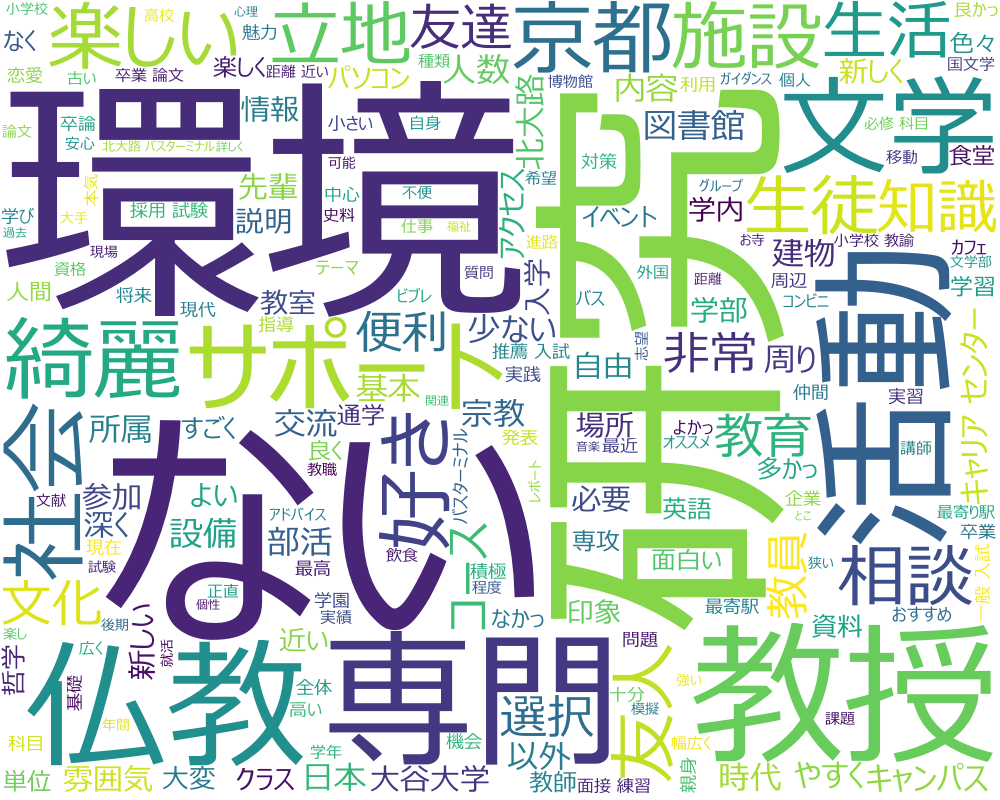 小学校
高校
心理
なく
楽しい
魅力
立地
友達
京都
施設
生活
良かっ
色々
国文学
恋愛
古い
卒業 論文
楽しく
距離 近い
種類
人数
博物館
ガイダンス
個人
新しく
パソコン
内容
利用
論文
卒論
安心
情報
小さい
自身
北大路
図書館
文学
必修 科目
移動
食堂
北大路 バスターミナル
詳しく
可能
希望
対策
グループ
本気
先輩
中心
不便
アクセス
学び
過去
大手
採用 試験
説明
史料
仕事
福祉
イベント
学内
生徒
知識
環境
研究
進路
お寺
小学校 教諭
カフェ
文学部
現場
資格
テーマ
質問
入学
外国
距離
建物
周辺
コンビニ
学習
人間
将来
現代
教室
ビブレ
バス
学部
指導
綺麗
サポート
便利
少ない
推薦 入試
志望
非常
周り
活動
センター
基本
実践
自由
仲間
実習
関連
社会
所属
すごく
交流
通学
好き
宗教
発表
場所
音楽
最近
よかっ
オススメ
教育
講師
キャリア
良く
教職
バスターミナル
レポート
多かっ
文献
参加
よい
アドバイス
ない
必要
英語
企業
とこ
最寄り駅
深く
設備
部活
飲食
コース
専攻
面白い
教員
狭い
卒業
一般 入試
現在
試験
最高
積極
程度
相談
文化
正直
個性
学園
実績
なかっ
印象
最寄駅
おすすめ
資料
楽し
後期
広く
新しい
就活
近い
専門
問題
友人
教授
哲学
基礎
仏教
全体
高い
選択
十分
模擬
強い
年間
課題
科目
学年
機会
以外
幅広く
単位
雰囲気
大変
クラス
日本
大谷大学
教師
面接 練習
親身
時代
やすく
キャンパス